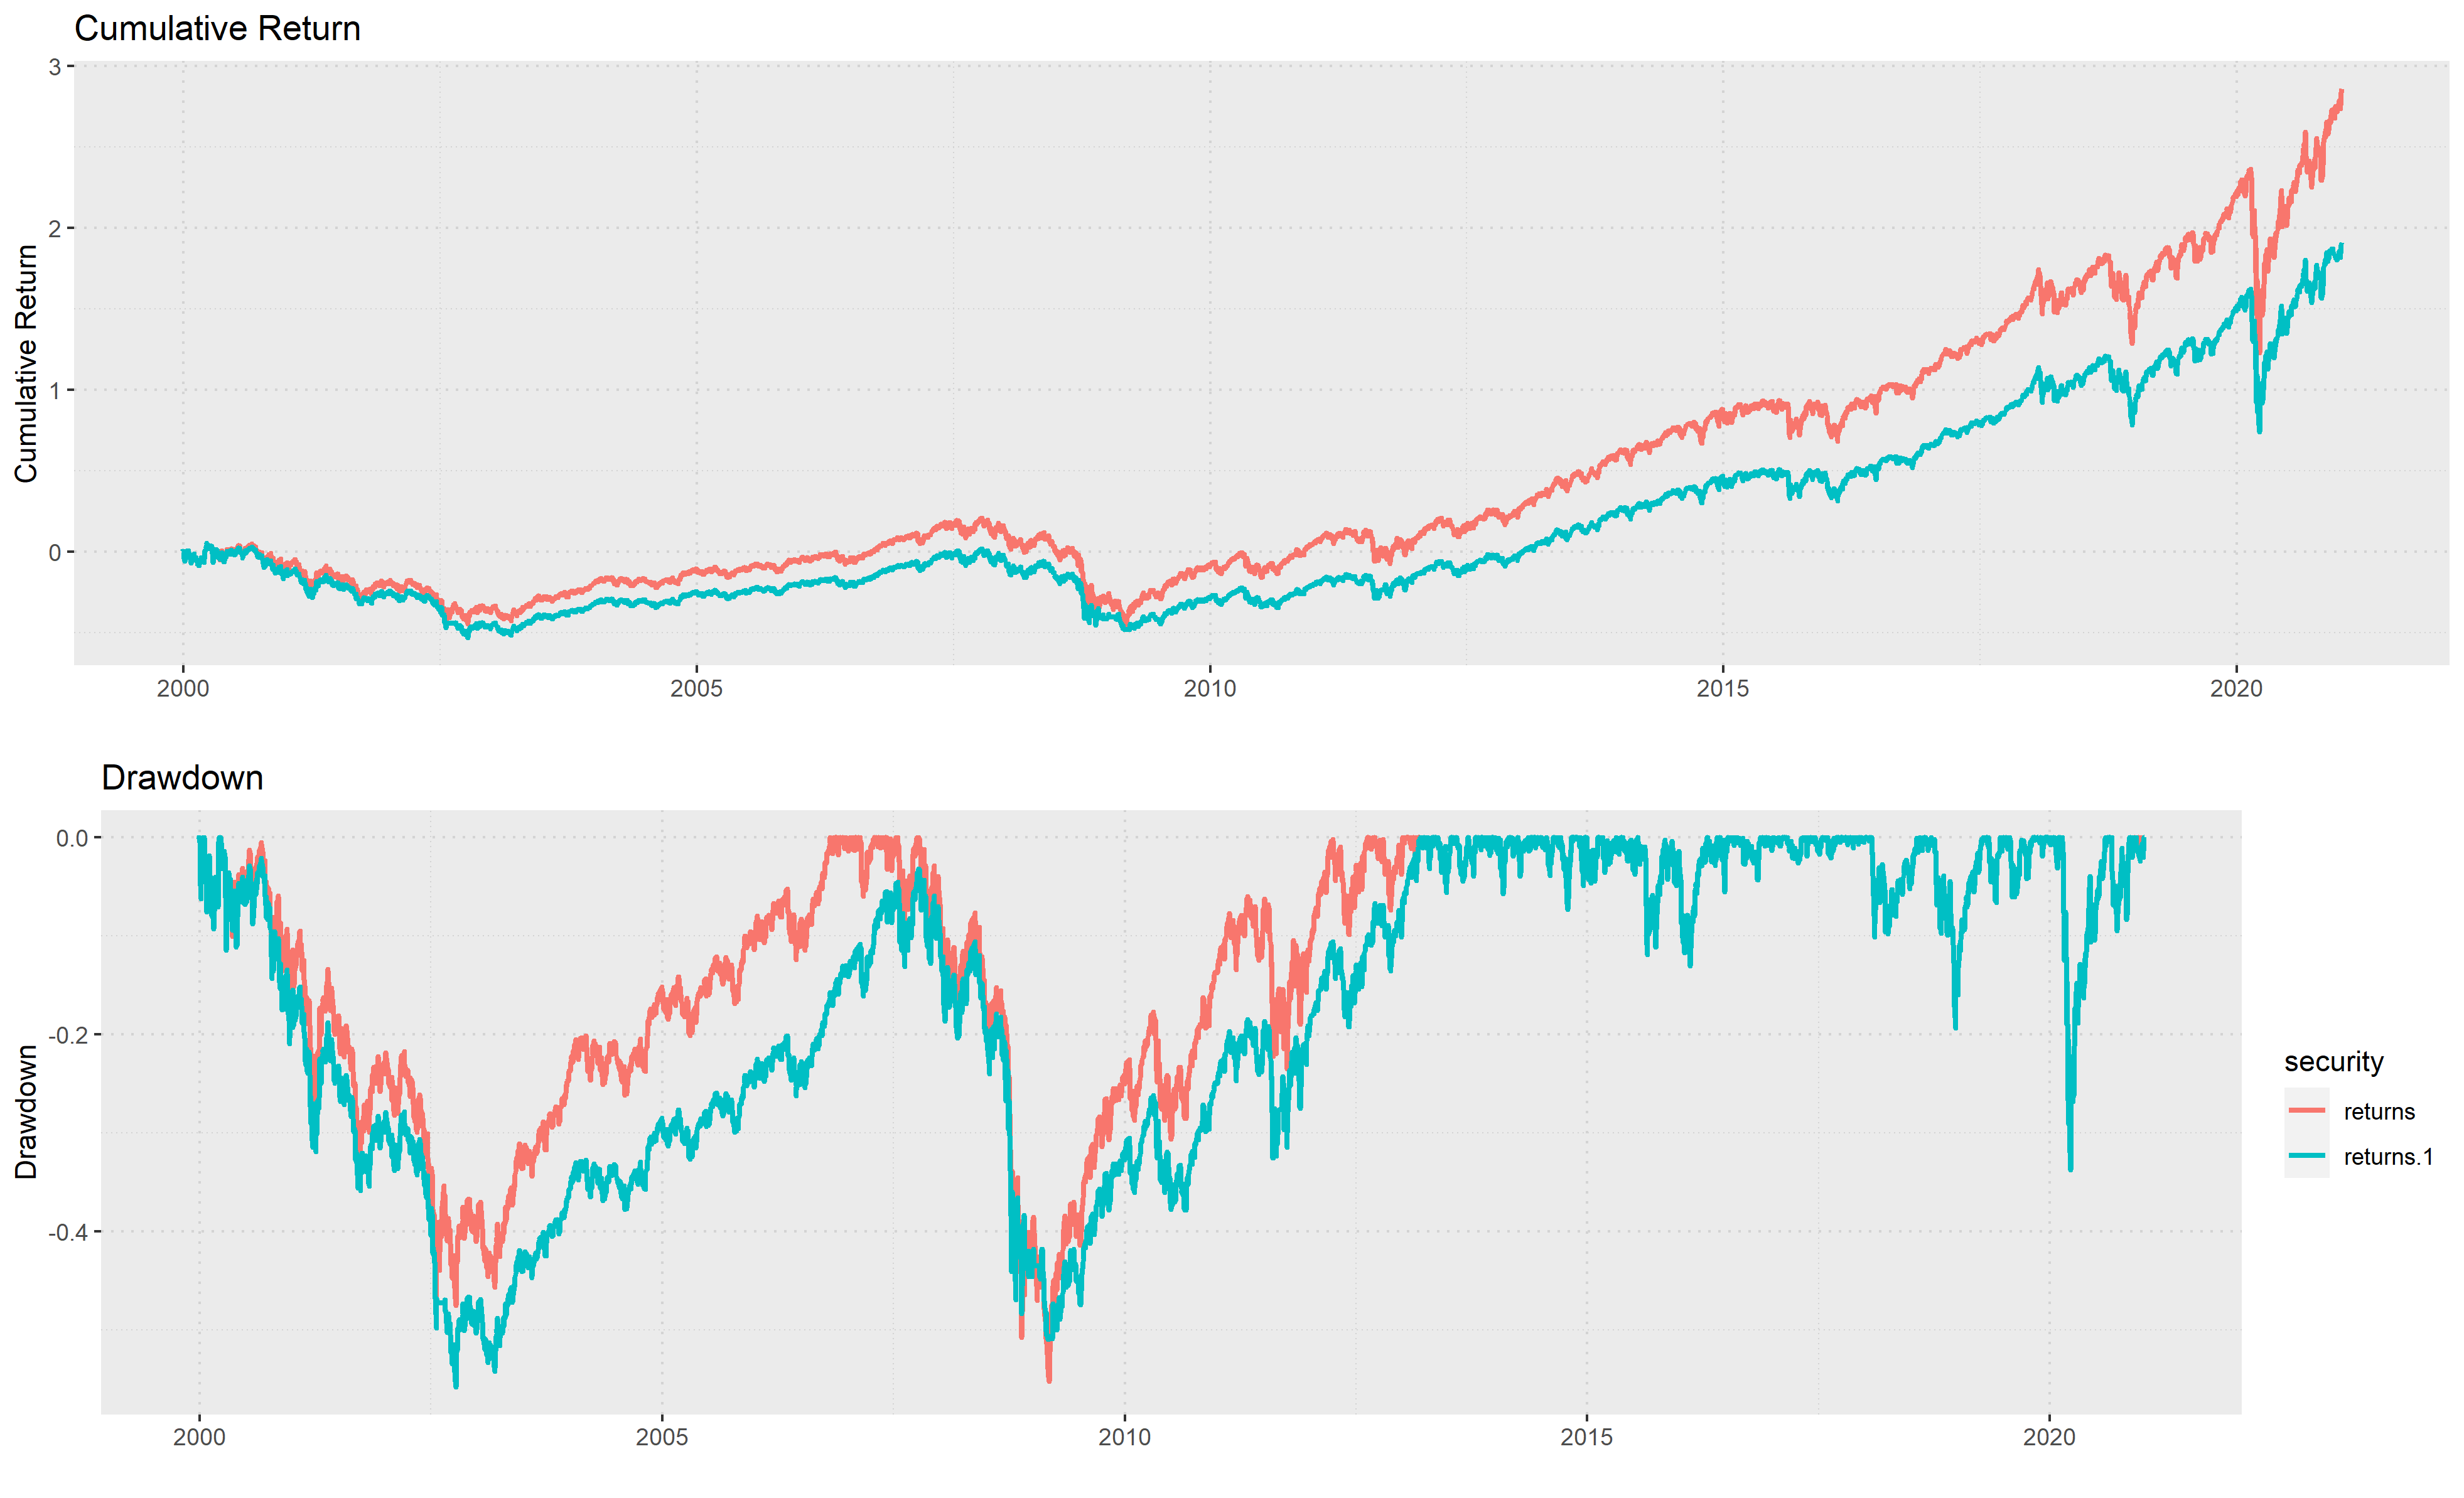 Cumulative Return
Cumulative Return
3
2
1
0
2000 2005 2010 2015 2020
Drawdown
Drawdown
0.0
-0.2
-0.4
2000 2005 2010 2015 2020
security
returns
returns.1